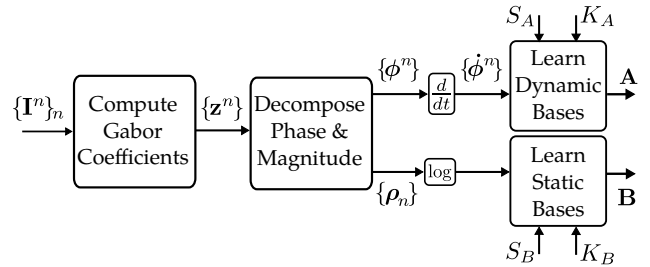 S_A K_A
{I^n}_n
Compute
Gabor
Coefficients
{z^n}
Decompose
Phase &
Magnitude
{ϕ^n}
d/dt
{ϕ̇^n}
Learn
Dynamic
Bases
A
{ρ_n}
log
Learn
Static
Bases
B
S_B K_B